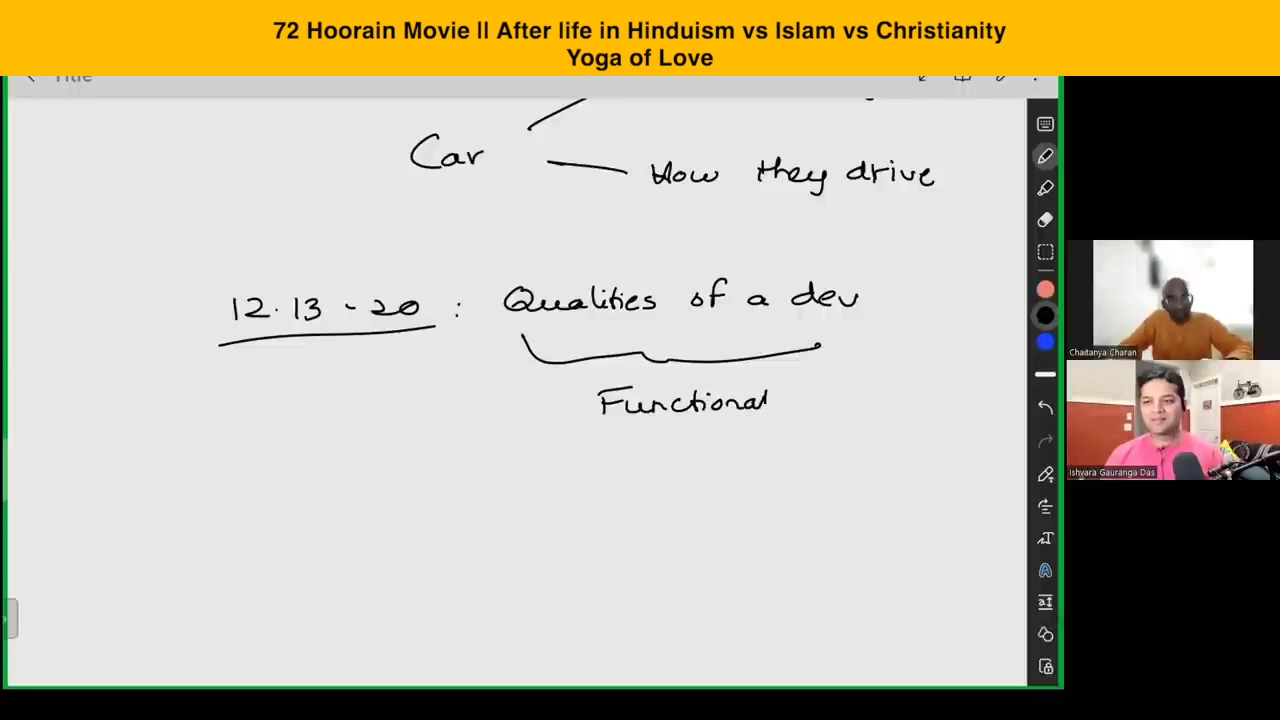 72 Hoorain Movie || After life in Hinduism vs Islam vs Christianity
Yoga of Love
Title
Car
How they drive
12.13 - 20 : Qualities of a dev
Functional
Chaitanya Charan
Ishvara Gauranga Das